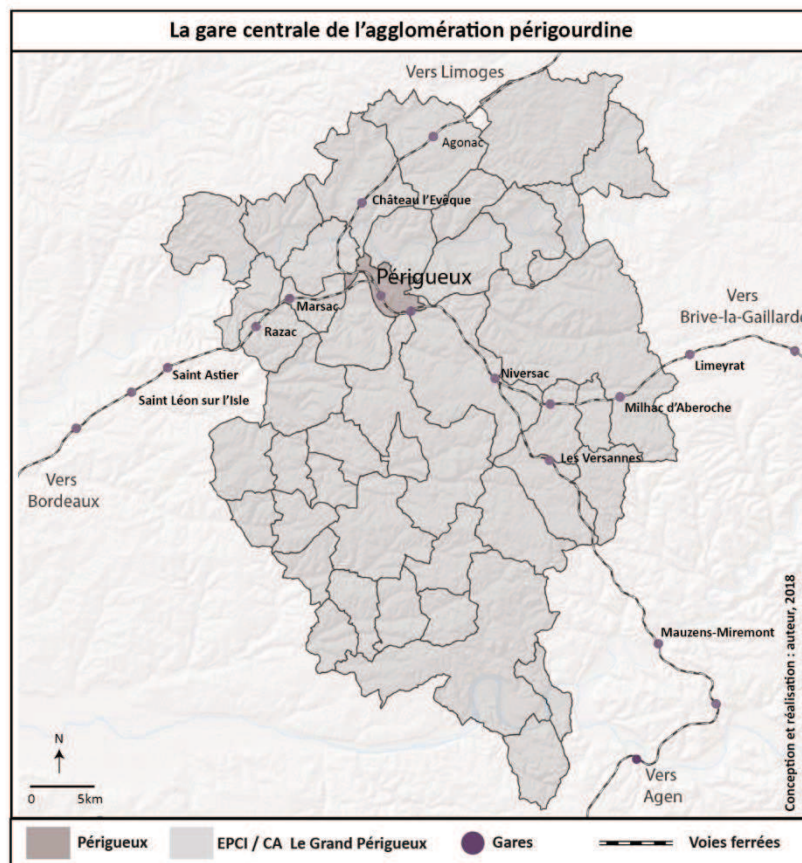 La gare centrale de l'agglomération périgourdine
Vers Limoges
Agonac
Château l'Evêque
Périgueux
Marsac
Razac
Vers
Brive-la-Gaillarde
Saint Astier
Niversac
Limeyrat
Saint Léon sur l'Isle
Milhac d'Aberoche
Les Versannes
Vers
Bordeaux
Mauzens-Miremont
Vers
Agen
N
0 5km
Conception et réalisation : auteur, 2018
Périgueux EPCI / CA Le Grand Périgueux Gares Voies ferrées